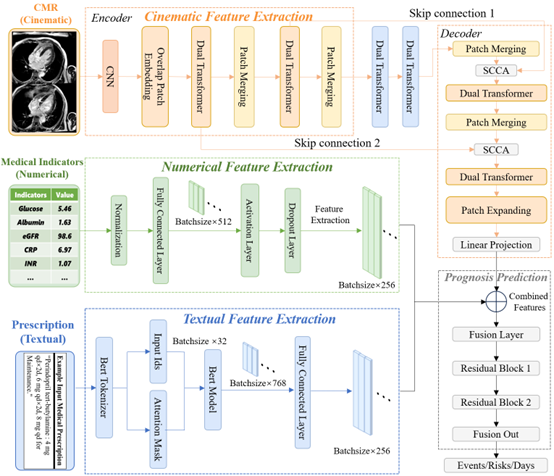 CMR
(Cinematic)
Encoder
Cinematic Feature Extraction
Skip connection 1
Decoder
CNN
Overlap Patch
Embedding
Dual Transformer
Patch Merging
Dual Transformer
Patch Merging
Dual Transformer
Dual Transformer
Patch Merging
SCCA
Dual Transformer
Patch Merging
Skip connection 2
SCCA
Dual Transformer
Patch Expanding
Linear Projection
Medical Indicators
(Numerical)
Indicators Value
Glucose 5.46
Albumin 1.63
eGFR 98.6
CRP 6.97
INR 1.07
... ...
Numerical Feature Extraction
Normalization
Fully Connected
Layer
Batchsize×512
Activation Layer
Dropout Layer
Feature
Extraction
Batchsize×256
Prescription
(Textual)
Example Input Medical Prescription
"Perindopril tert-butylamine : 4 mg
qd×2d, 6 mg qd×2d, 8 mg qd for
Maintenance."
Textual Feature Extraction
Bert Tokenizer
Input Ids
Attention Mask
Batchsize ×32
Bert Model
Batchsize×768
Fully Connected
Layer
Batchsize×256
Prognosis Prediction
Combined
Features
Fusion Layer
Residual Block 1
Residual Block 2
Fusion Out
Events/Risks/Days